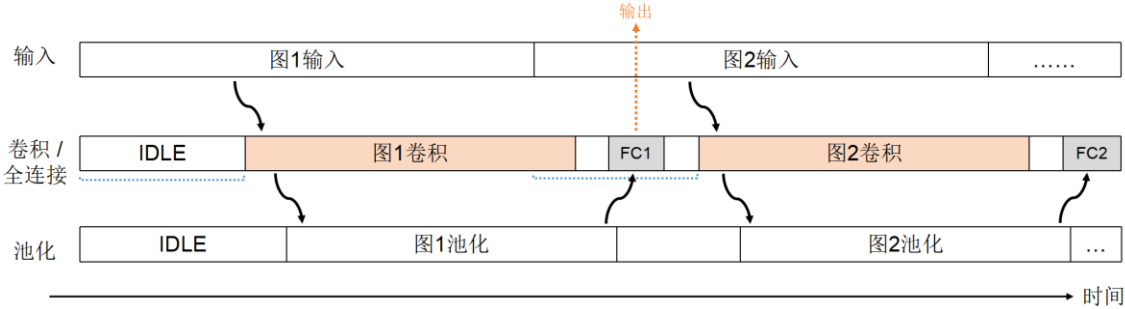 输出
输入
图1输入
图2输入
……
卷积 /
全连接
IDLE
图1卷积
FC1
图2卷积
FC2
池化
IDLE
图1池化
图2池化
…
时间